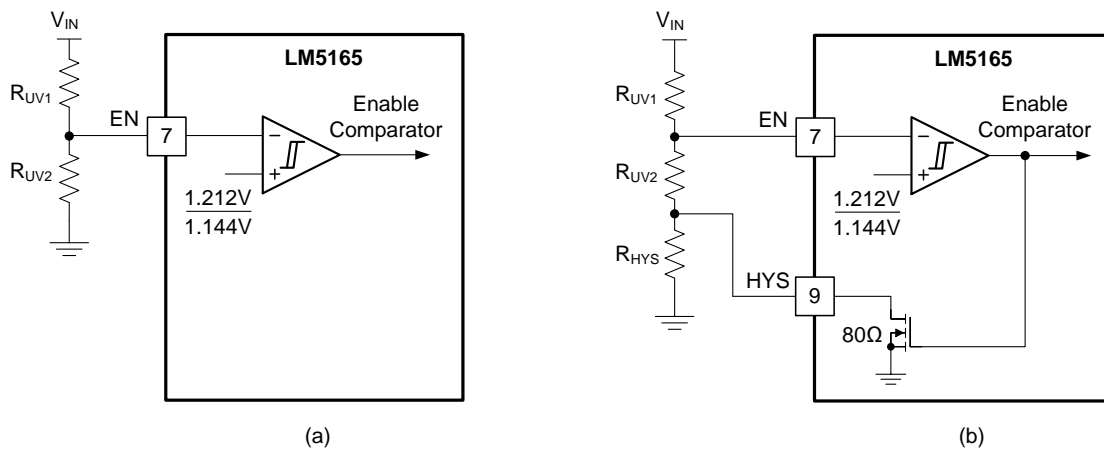 V_IN
LM5165
R_UV1
EN
7
−
+
Enable
Comparator
R_UV2
1.212V
1.144V
(a)
V_IN
LM5165
R_UV1
EN
7
−
+
Enable
Comparator
R_UV2
1.212V
1.144V
R_HYS
HYS
9
80Ω
(b)